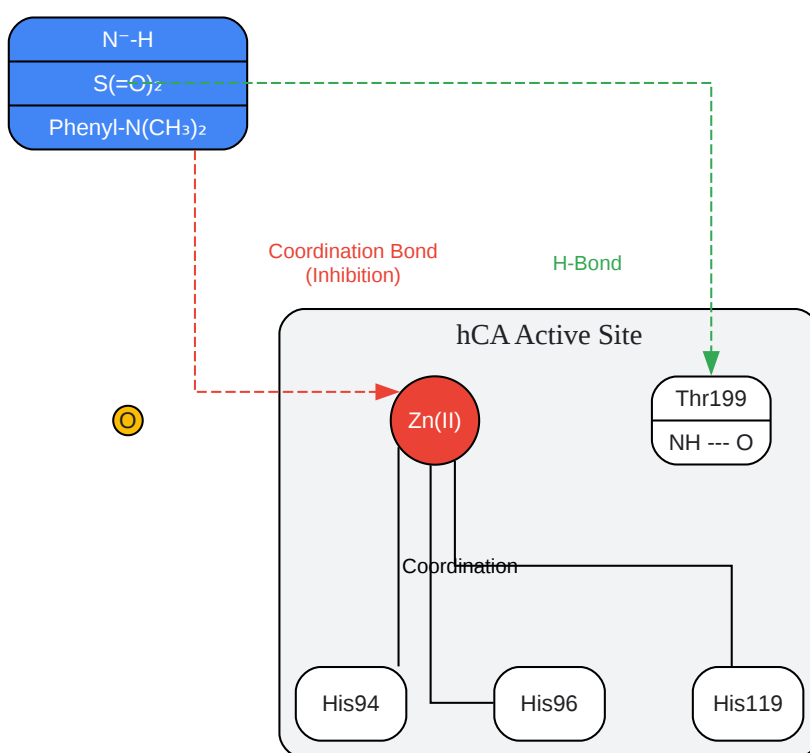 N⁻-H
S(=O)₂
Phenyl-N(CH₃)₂
Coordination Bond
(Inhibition)
H-Bond
hCA Active Site
Zn(II)
Thr199
NH --- O
O
Coordination
His94
His96
His119